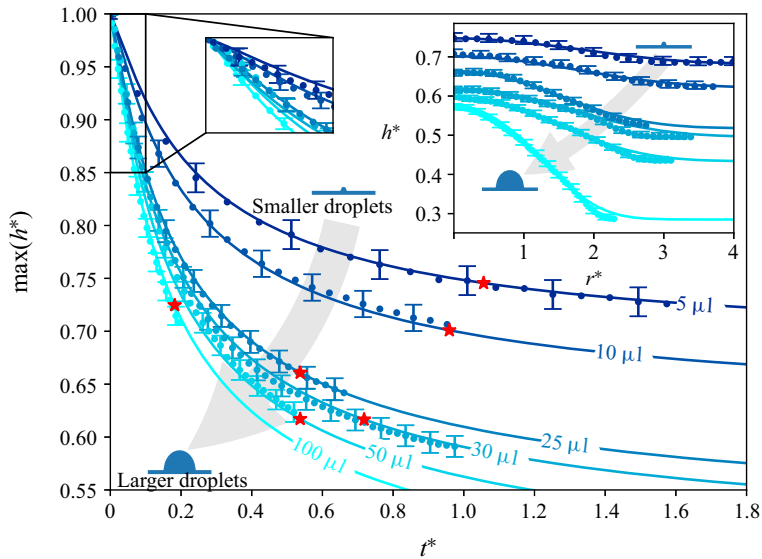 1.00
0.95
0.90
0.85
0.80
0.75
0.70
0.65
0.60
0.55
max(h*)
0
0.2
0.4
0.6
0.8
1.0
1.2
1.4
1.6
1.8
t*
Smaller droplets
Larger droplets
5 μl
10 μl
25 μl
30 μl
50 μl
100 μl
0.7
0.6
0.5
0.4
0.3
h*
1
2
3
4
r*